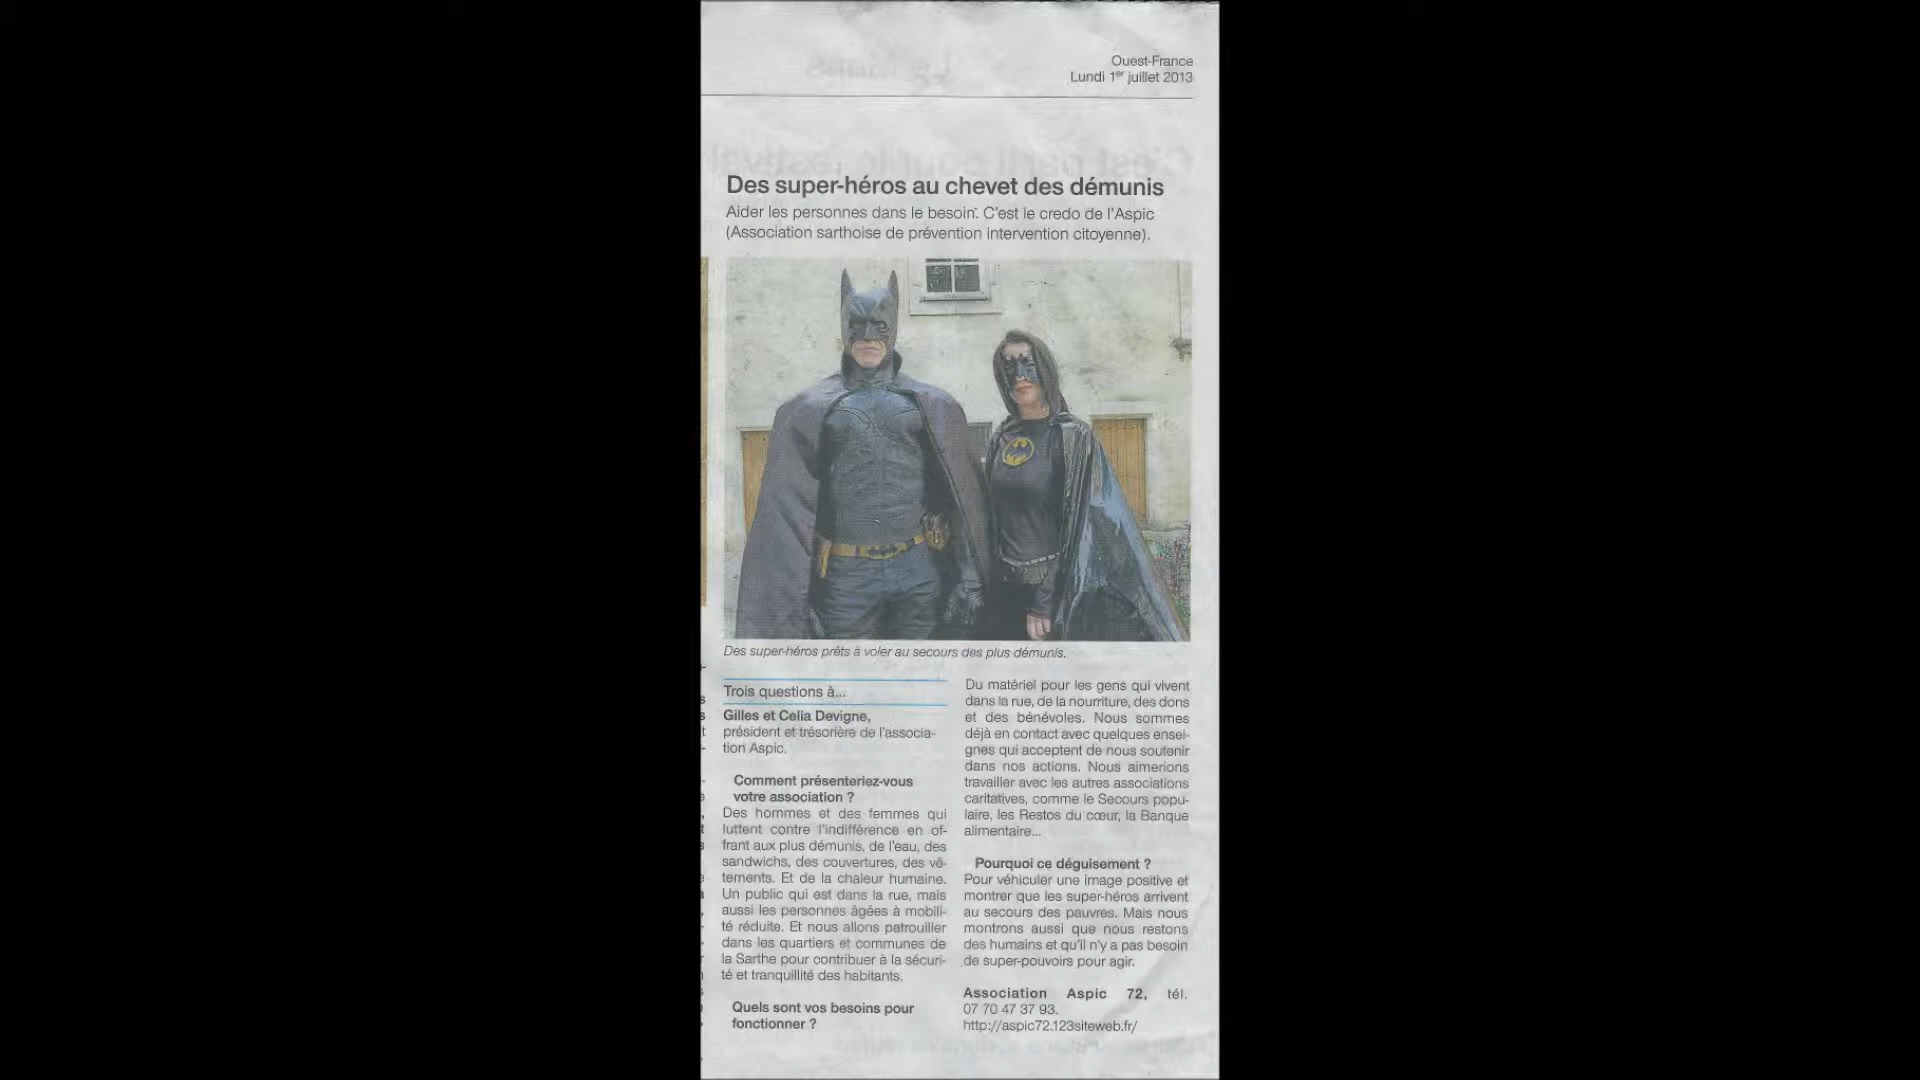 Ouest-France
Lundi 1er juillet 2013
Des super-héros au chevet des démunis
Aider les personnes dans le besoin. C'est le credo de l'Aspic
(Association sarthoise de prévention intervention citoyenne).
Des super-héros prêts à voler au secours des plus démunis.
Trois questions à...
Gilles et Celia Devigne,
président et trésorière de l'associa-
tion Aspic.
Comment présenteriez-vous
votre association ?
Des hommes et des femmes qui
luttent contre l'indifférence en of-
frant aux plus démunis, de l'eau, des
sandwichs, des couvertures, des vê-
tements. Et de la chaleur humaine.
Un public qui est dans la rue, mais
aussi les personnes âgées à mobili-
té réduite. Et nous allons patrouiller
dans les quartiers et communes de
la Sarthe pour contribuer à la sécuri-
té et tranquillité des habitants.
Quels sont vos besoins pour
fonctionner ?
Du matériel pour les gens qui vivent
dans la rue, de la nourriture, des dons
et des bénévoles. Nous sommes
déjà en contact avec quelques ensei-
gnes qui acceptent de nous soutenir
dans nos actions. Nous aimerions
travailler avec les autres associations
caritatives, comme le Secours popu-
laire, les Restos du cœur, la Banque
alimentaire...
Pourquoi ce déguisement ?
Pour véhiculer une image positive et
montrer que les super-héros arrivent
au secours des pauvres. Mais nous
montrons aussi que nous restons
des humains et qu'il n'y a pas besoin
de super-pouvoirs pour agir.
Association Aspic 72, tél.
07 70 47 37 93.
http://aspic72.123siteweb.fr/